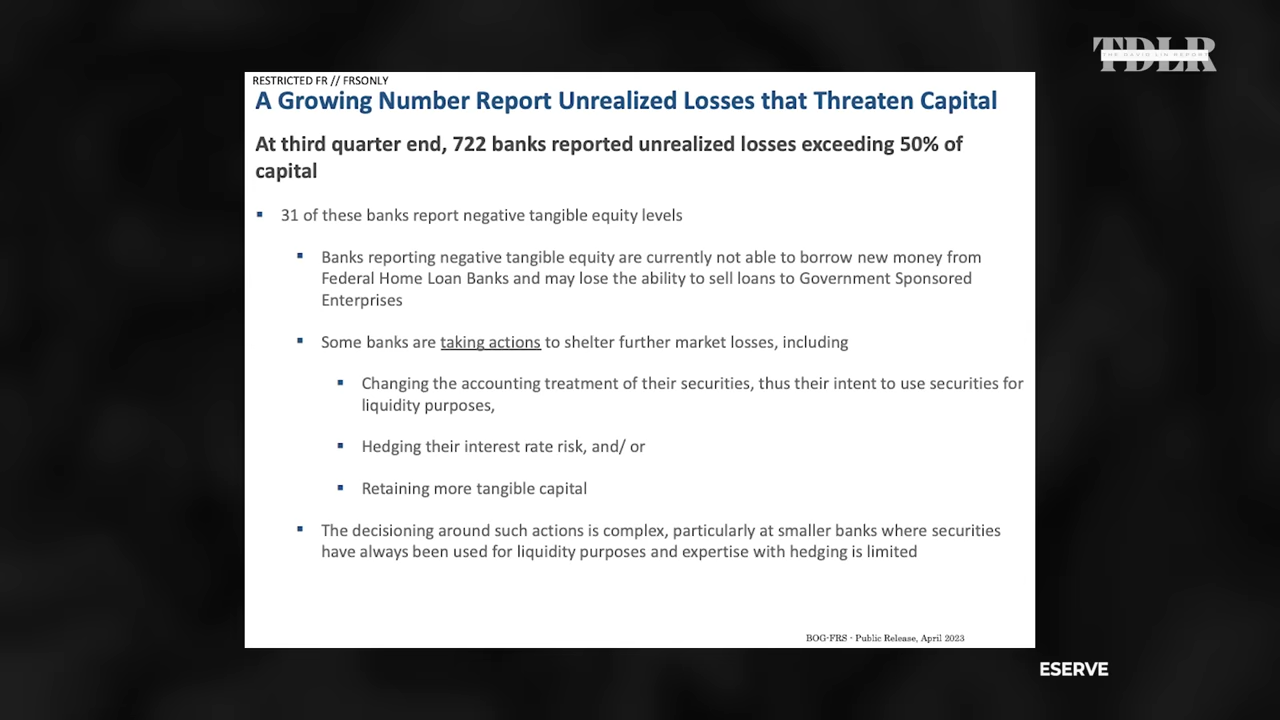 TDLR
THE DAVID LIN REPORT
RESTRICTED FR // FRSONLY
A Growing Number Report Unrealized Losses that Threaten Capital
At third quarter end, 722 banks reported unrealized losses exceeding 50% of
capital
▪ 31 of these banks report negative tangible equity levels
▪ Banks reporting negative tangible equity are currently not able to borrow new money from
Federal Home Loan Banks and may lose the ability to sell loans to Government Sponsored
Enterprises
▪ Some banks are taking actions to shelter further market losses, including
▪ Changing the accounting treatment of their securities, thus their intent to use securities for
liquidity purposes,
▪ Hedging their interest rate risk, and/ or
▪ Retaining more tangible capital
▪ The decisioning around such actions is complex, particularly at smaller banks where securities
have always been used for liquidity purposes and expertise with hedging is limited
BOG-FRS - Public Release, April 2023
ESERVE